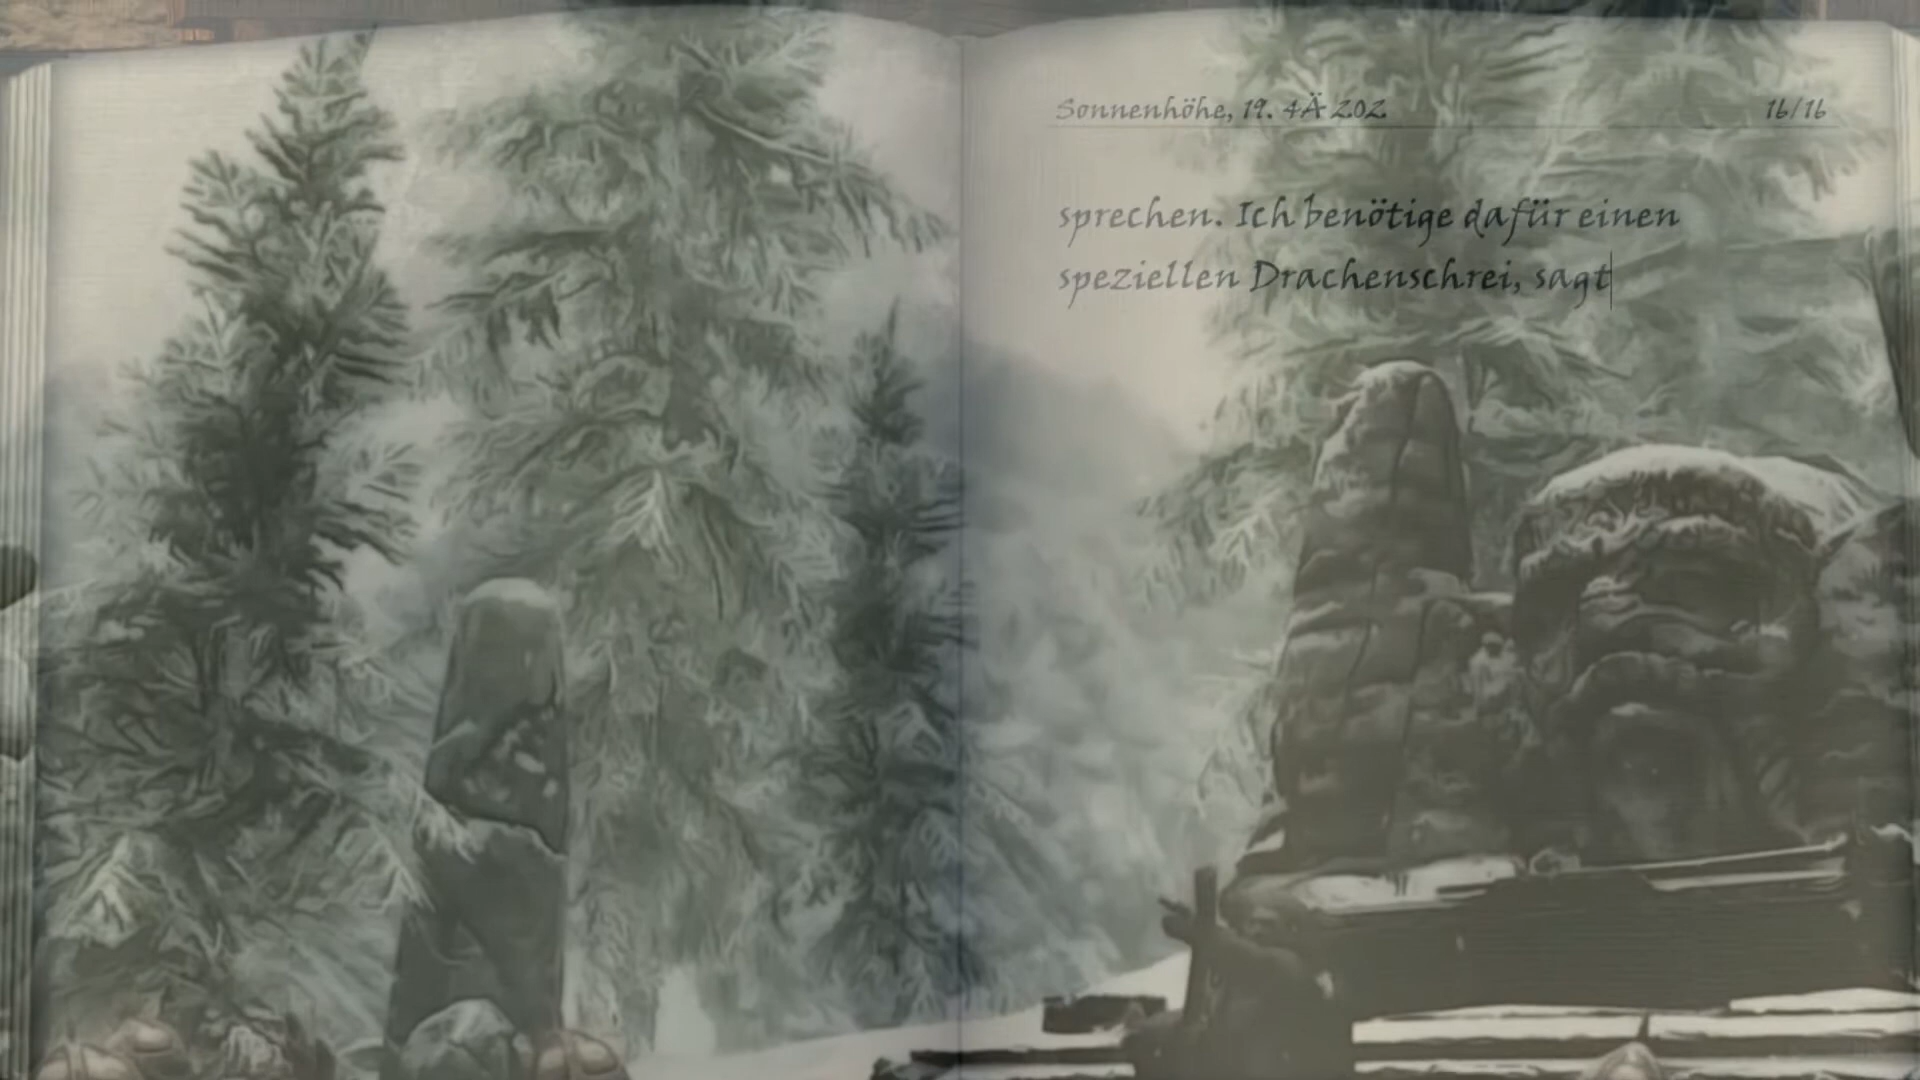 Sonnenhöhe, 19. 4Ä 202
16/16
sprechen. Ich benötige dafür einen
speziellen Drachenschrei, sagt